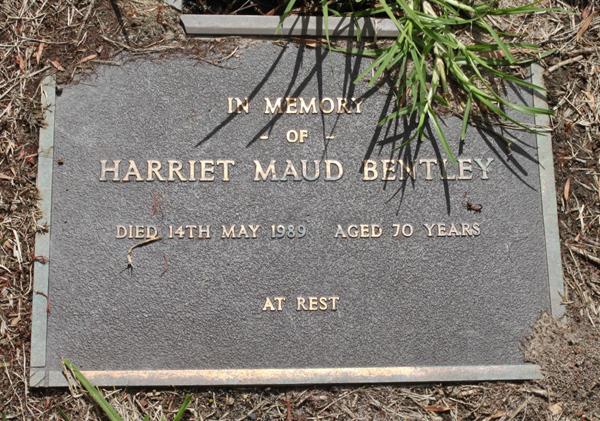 IN MEMORY
- OF -
HARRIET MAUD BENTLEY
DIED 14TH MAY 1989 AGED 70 YEARS
AT REST